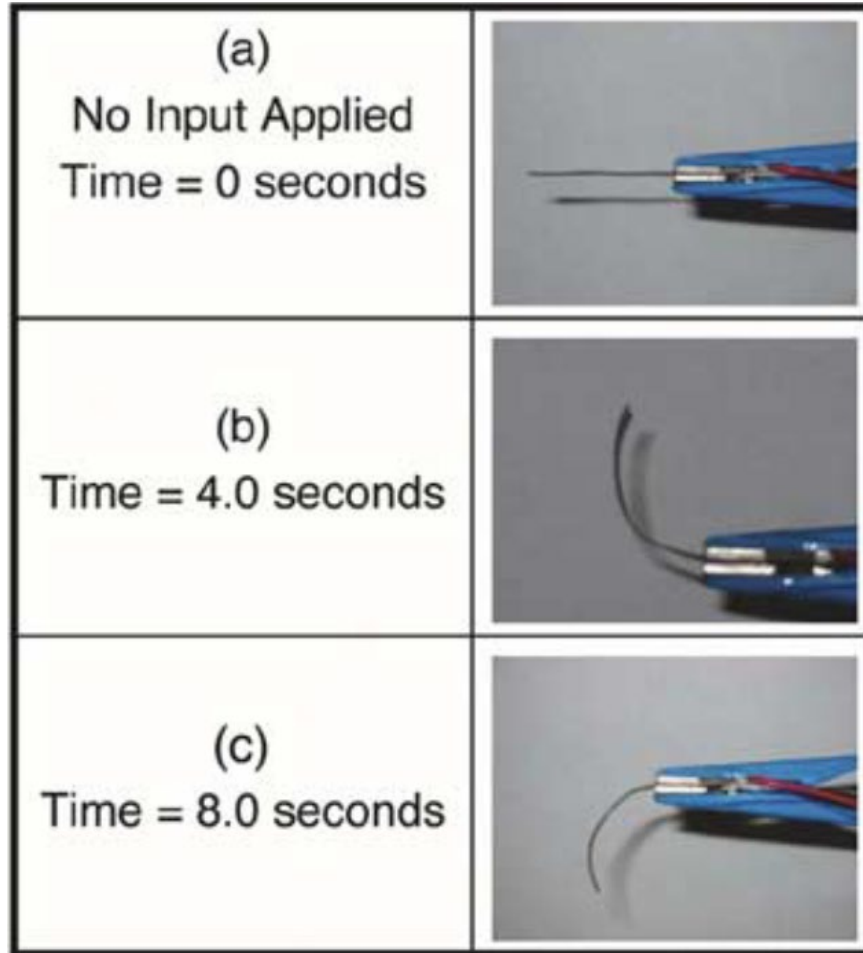 (a)
No Input Applied
Time = 0 seconds
(b)
Time = 4.0 seconds
(c)
Time = 8.0 seconds